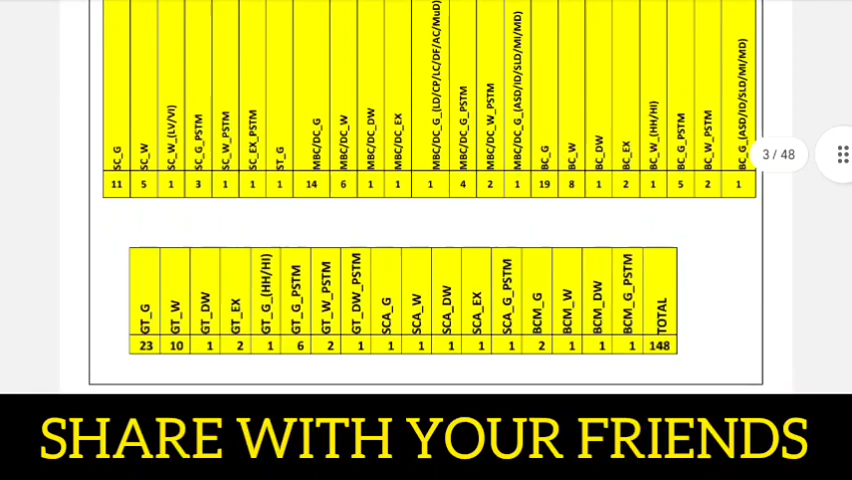 SC_G SC_W SC_W_(LV/VI) SC_G_PSTM SC_W_PSTM SC_EX_PSTM ST_G MBC/DC_G MBC/DC_W MBC/DC_DW MBC/DC_EX MBC/DC_G_(LD/CP/LC/DF/AC/MuD) MBC/DC_G_PSTM MBC/DC_W_PSTM MBC/DC_G_(ASD/ID/SLD/MI/MD) BC_G BC_W BC_DW BC_EX BC_W_(HH/HI) BC_G_PSTM BC_W_PSTM BC_G_(ASD/ID/SLD/MI/MD)
11 5 1 3 1 1 1 14 6 1 1 1 4 2 1 19 8 1 2 1 5 2 1
3 / 48
GT_G GT_W GT_DW GT_EX GT_G_(HH/HI) GT_G_PSTM GT_W_PSTM GT_DW_PSTM SCA_G SCA_W SCA_DW SCA_EX SCA_G_PSTM BCM_G BCM_W BCM_DW BCM_G_PSTM TOTAL
23 10 1 2 1 6 2 1 1 1 1 1 1 2 1 1 1 148
SHARE WITH YOUR FRIENDS